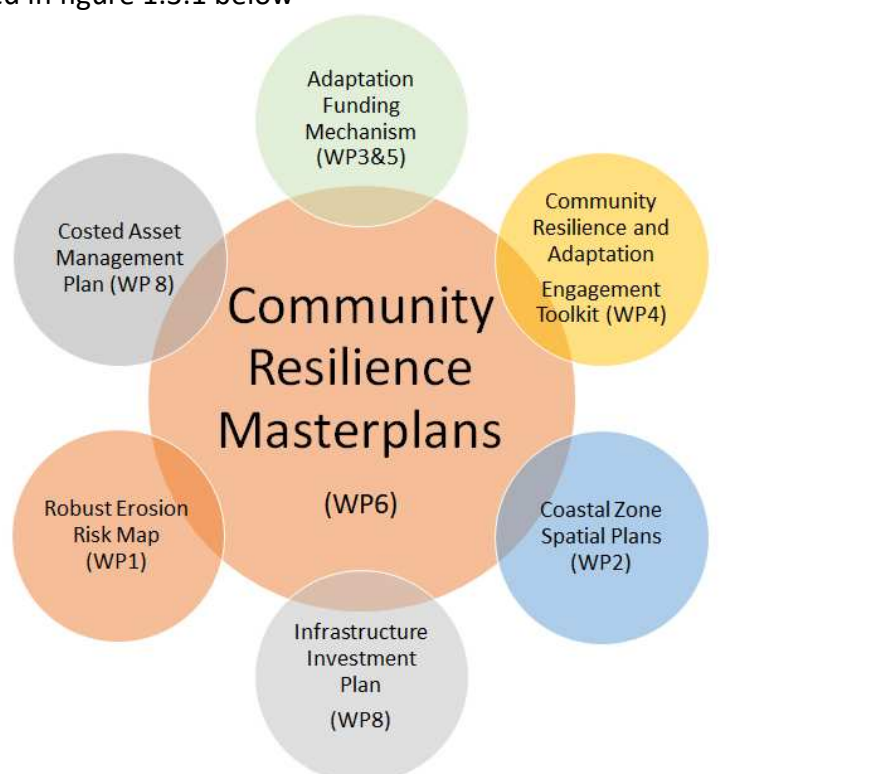 ed in figure 1.3.1 below
Adaptation
Funding
Mechanism
(WP3&5)
Community
Resilience and
Adaptation
Engagement
Toolkit (WP4)
Costed Asset
Management
Plan (WP 8)
Community
Resilience
Masterplans
(WP6)
Robust Erosion
Risk Map
(WP1)
Coastal Zone
Spatial Plans
(WP2)
Infrastructure
Investment
Plan
(WP8)